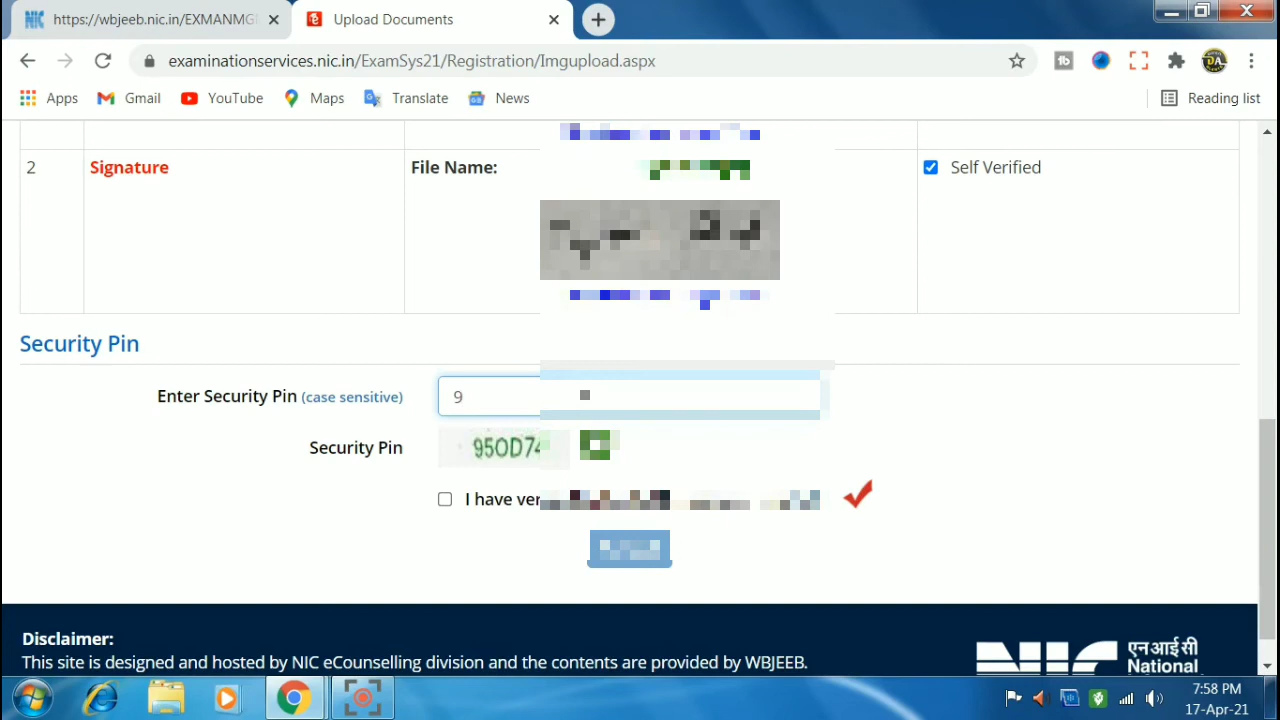 https://wbjeeb.nic.in/EXMANMG
Upload Documents
examinationservices.nic.in/ExamSys21/Registration/Imgupload.aspx
Apps Gmail YouTube Maps Translate News Reading list
2 Signature File Name: Self Verified
Security Pin
Enter Security Pin (case sensitive) 9
Security Pin 95OD74
I have ver
Disclaimer:
This site is designed and hosted by NIC eCounselling division and the contents are provided by WBJEEB.
NIC एनआईसी
National
7:58 PM
17-Apr-21